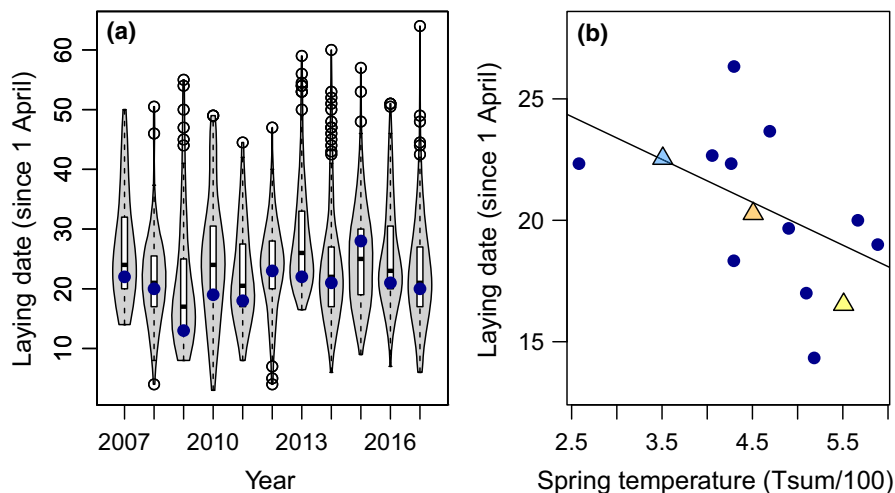 (a)
Laying date (since 1 April)
60
50
40
30
20
10
2007
2010
2013
2016
Year
(b)
Laying date (since 1 April)
25
20
15
2.5
3.5
4.5
5.5
Spring temperature (Tsum/100)